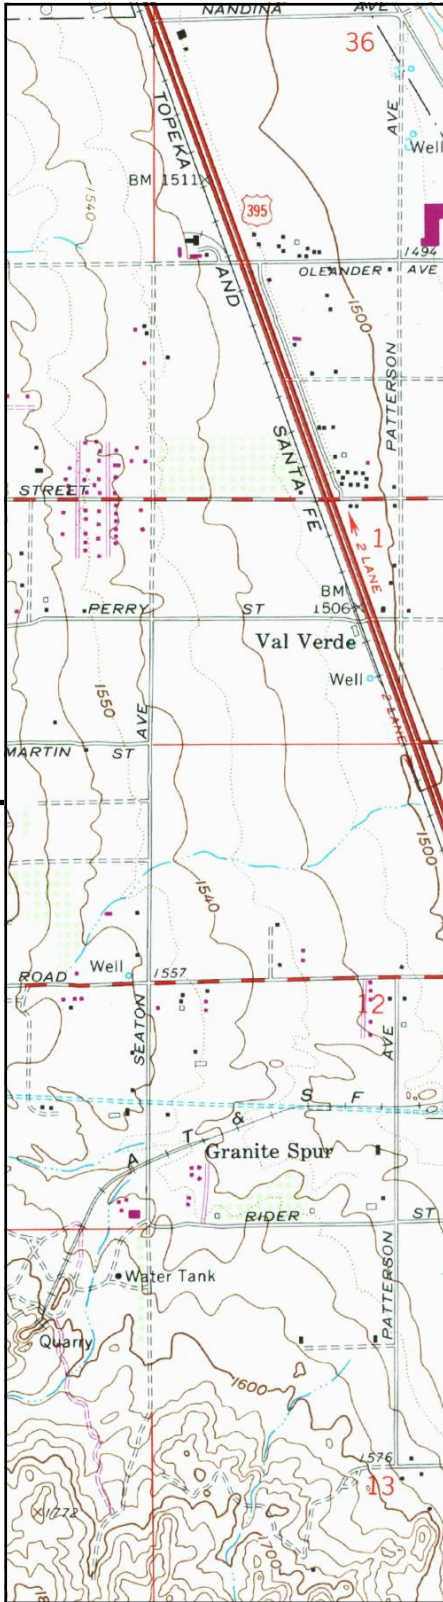 NANDINA AVE
36
TOPEKA
AVE
Well
BM 1511
1540
395
1494
OLEANDER AVE
AND
1500
PATTERSON
SANTA FE
STREET
2 LANE
1
BM
1506
PERRY ST
Val Verde
Well
1550
AVE
2 LANE
MARTIN ST
1500
1540
Well
1557
ROAD
12
SEATON
AVE
A T & S F
Granite Spur
RIDER ST
PATTERSON
Water Tank
Quarry
1600
1576
13
1772
1700